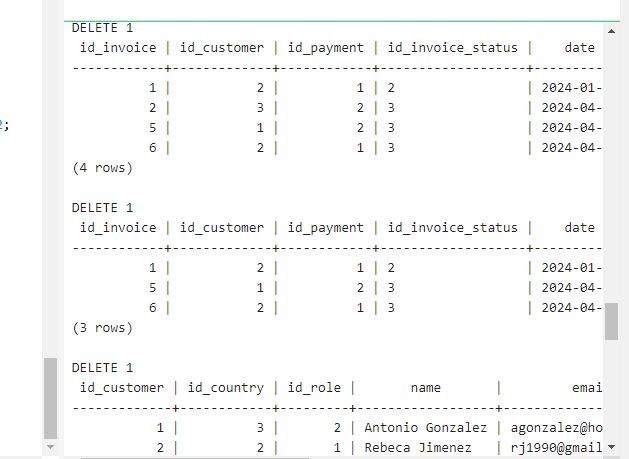 DELETE 1
 id_invoice | id_customer | id_payment | id_invoice_status |    date
------------+-------------+------------+-------------------+---------
          1 |           2 |          1 | 2                 | 2024-01-
2;        2 |           3 |          2 | 3                 | 2024-04-
          5 |           1 |          2 | 3                 | 2024-04-
          6 |           2 |          1 | 3                 | 2024-04-
(4 rows)
DELETE 1
 id_invoice | id_customer | id_payment | id_invoice_status |    date
------------+-------------+------------+-------------------+---------
          1 |           2 |          1 | 2                 | 2024-01-
          5 |           1 |          2 | 3                 | 2024-04-
          6 |           2 |          1 | 3                 | 2024-04-
(3 rows)
DELETE 1
 id_customer | id_country | id_role |       name       |         emai
-------------+------------+---------+------------------+-------------
           1 |          3 |       2 | Antonio Gonzalez | agonzalez@ho
           2 |          2 |       1 | Rebeca Jimenez   | rj1990@gmail